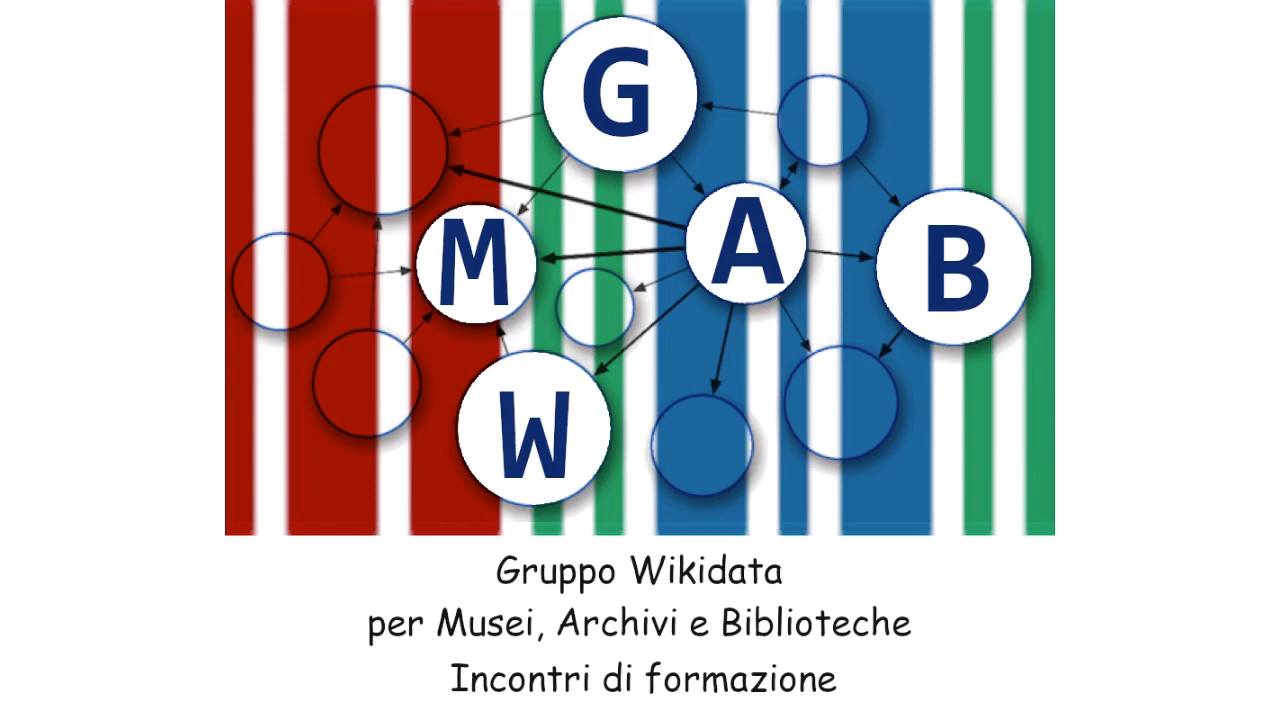 G
A
B
M
W
Gruppo Wikidata
per Musei, Archivi e Biblioteche
Incontri di formazione